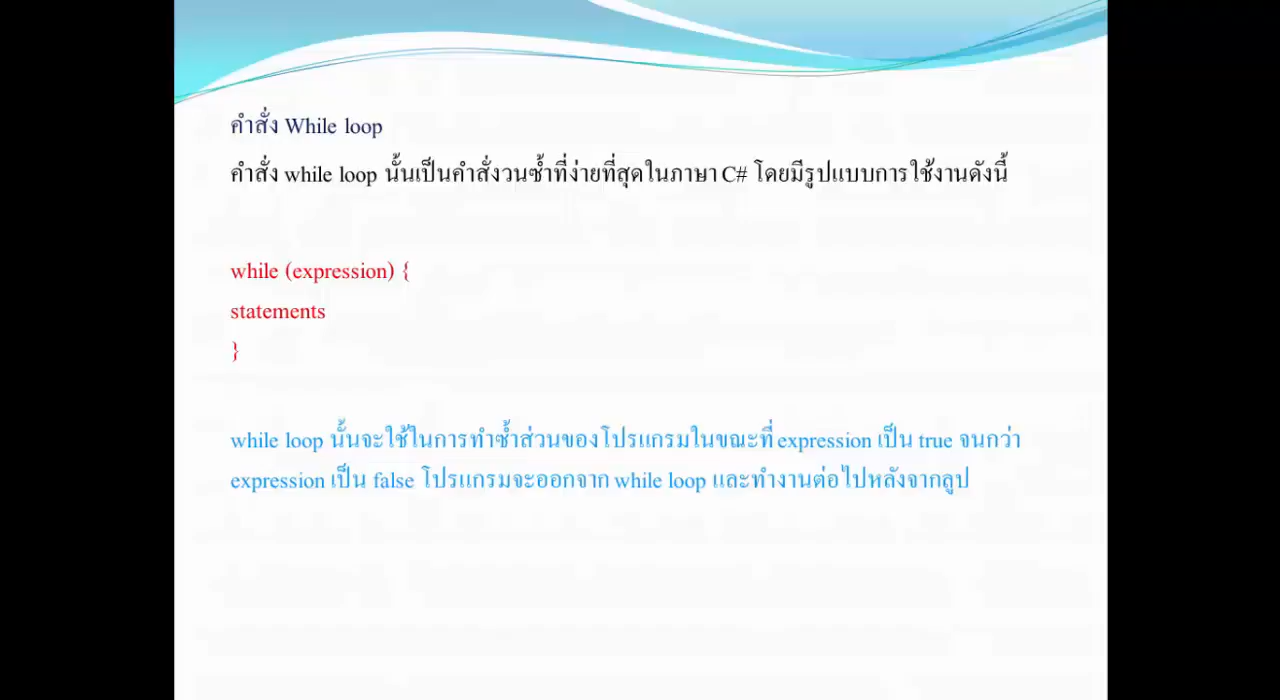 คำสั่ง While loop
คำสั่ง while loop นั้นเป็นคำสั่งวนซ้ำที่ง่ายที่สุดในภาษา C# โดยมีรูปแบบการใช้งานดังนี้
while (expression) {
statements
}
while loop นั้นจะใช้ในการทำซ้ำส่วนของโปรแกรมในขณะที่ expression เป็น true จนกว่า
expression เป็น false โปรแกรมจะออกจาก while loop และทำงานต่อไปหลังจากลูป